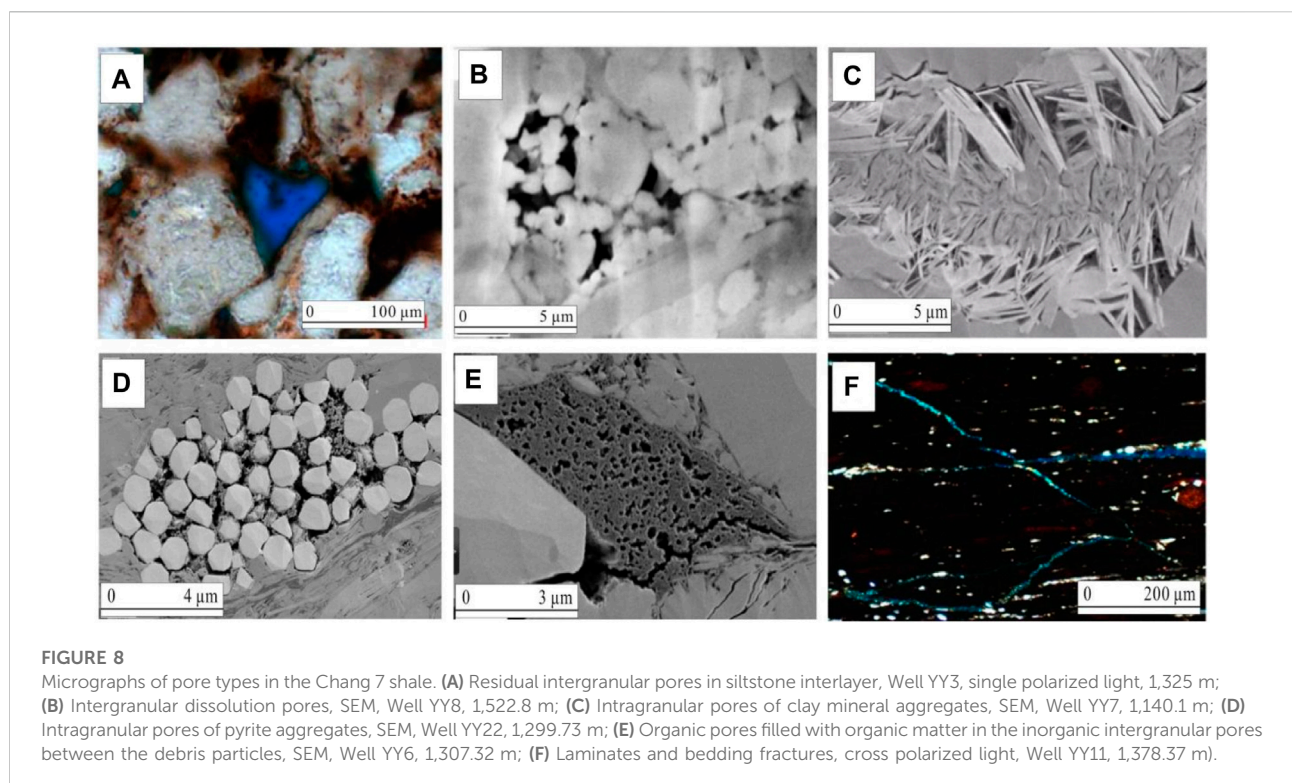 A
0 100 µm
B
0 5 µm
C
0 5 µm
D
0 4 µm
E
0 3 µm
F
0 200 µm
FIGURE 8
Micrographs of pore types in the Chang 7 shale. (A) Residual intergranular pores in siltstone interlayer, Well YY3, single polarized light, 1,325 m;
(B) Intergranular dissolution pores, SEM, Well YY8, 1,522.8 m; (C) Intragranular pores of clay mineral aggregates, SEM, Well YY7, 1,140.1 m; (D)
Intragranular pores of pyrite aggregates, SEM, Well YY22, 1,299.73 m; (E) Organic pores filled with organic matter in the inorganic intergranular pores
between the debris particles, SEM, Well YY6, 1,307.32 m; (F) Laminates and bedding fractures, cross polarized light, Well YY11, 1,378.37 m).